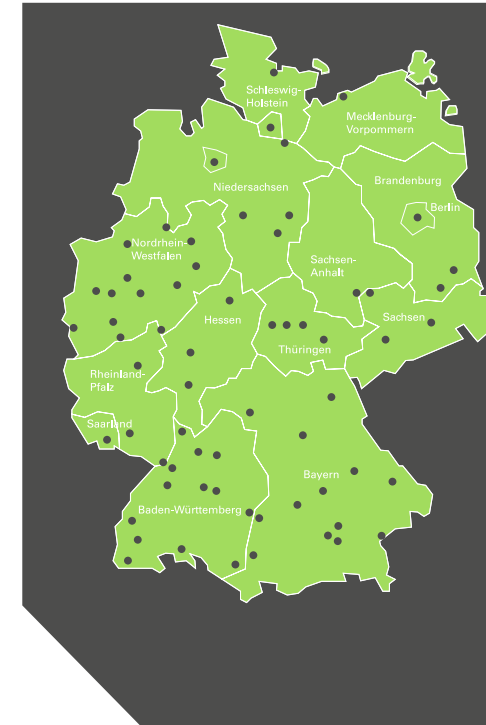 Schleswig-
Holstein
Mecklenburg-
Vorpommern
Brandenburg
Niedersachsen
Berlin
Nordrhein-
Westfalen
Sachsen-
Anhalt
Hessen
Sachsen
Thüringen
Rheinland-
Pfalz
Saarland
Bayern
Baden-Württemberg